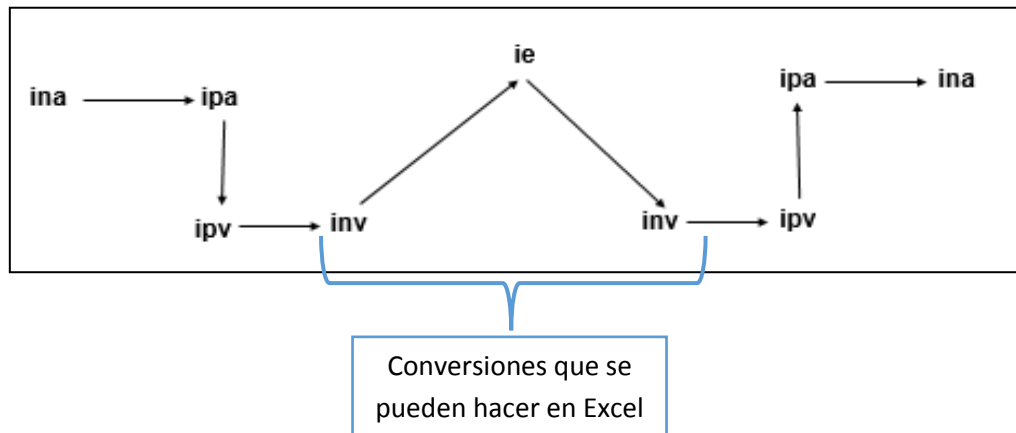 ie
ina
ipa
ipa
ina
ipv
inv
inv
ipv
Conversiones que se
pueden hacer en Excel